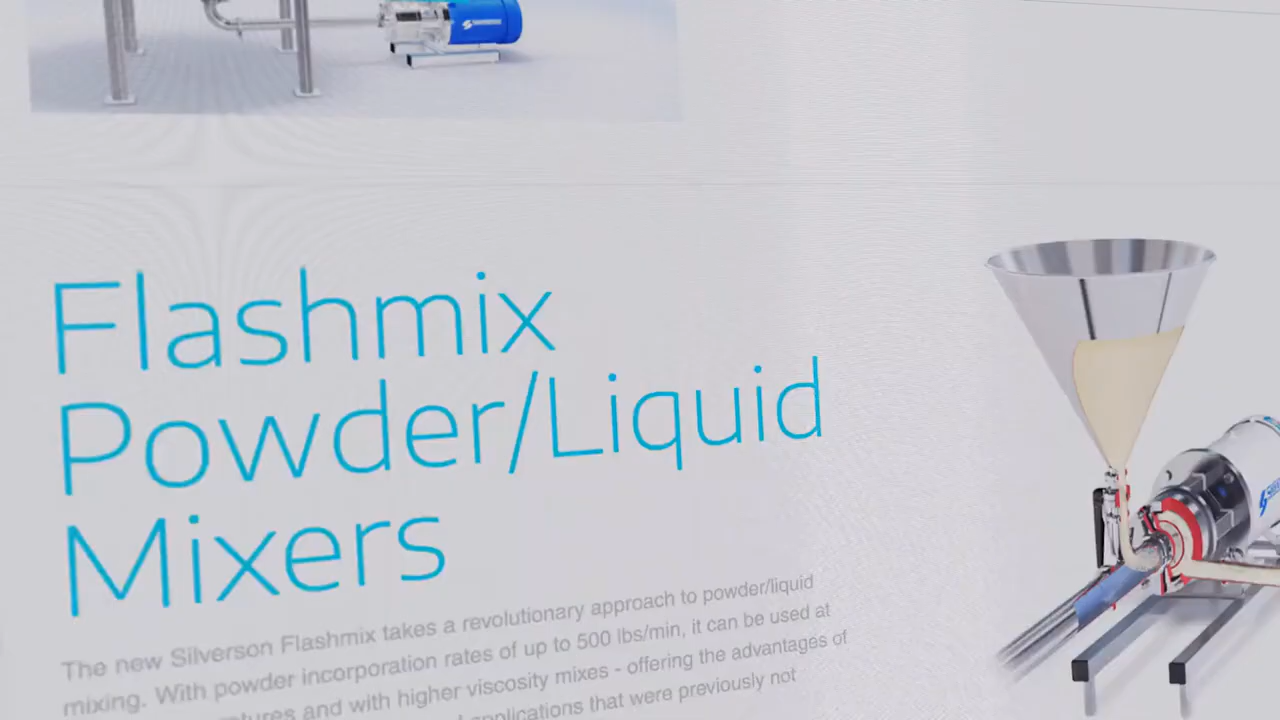 Flashmix
Powder/Liquid
Mixers
The new Silverson Flashmix takes a revolutionary approach to powder/liquid
mixing. With powder incorporation rates of up to 500 lbs/min, it can be used at
and with higher viscosity mixes - offering the advantages of
applications that were previously not